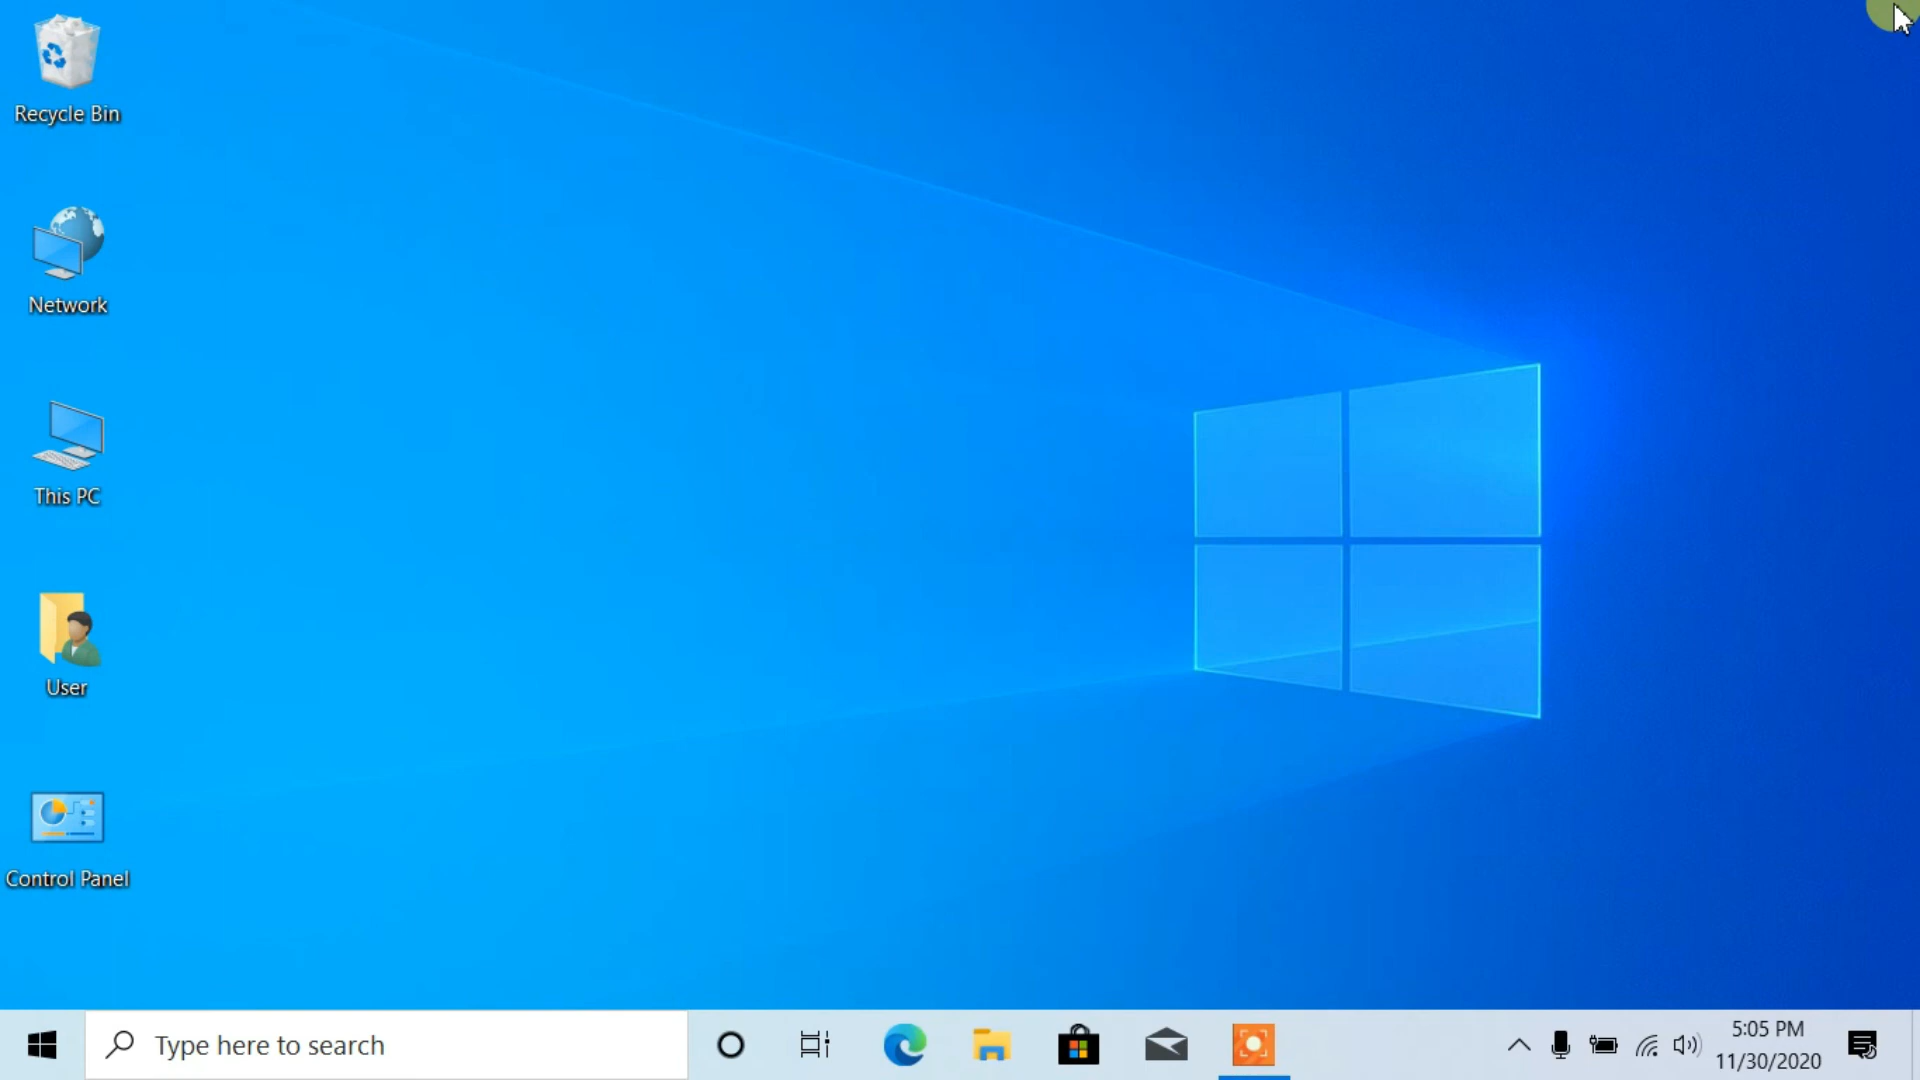 Recycle Bin
Network
This PC
User
Control Panel
Type here to search
5:05 PM
11/30/2020